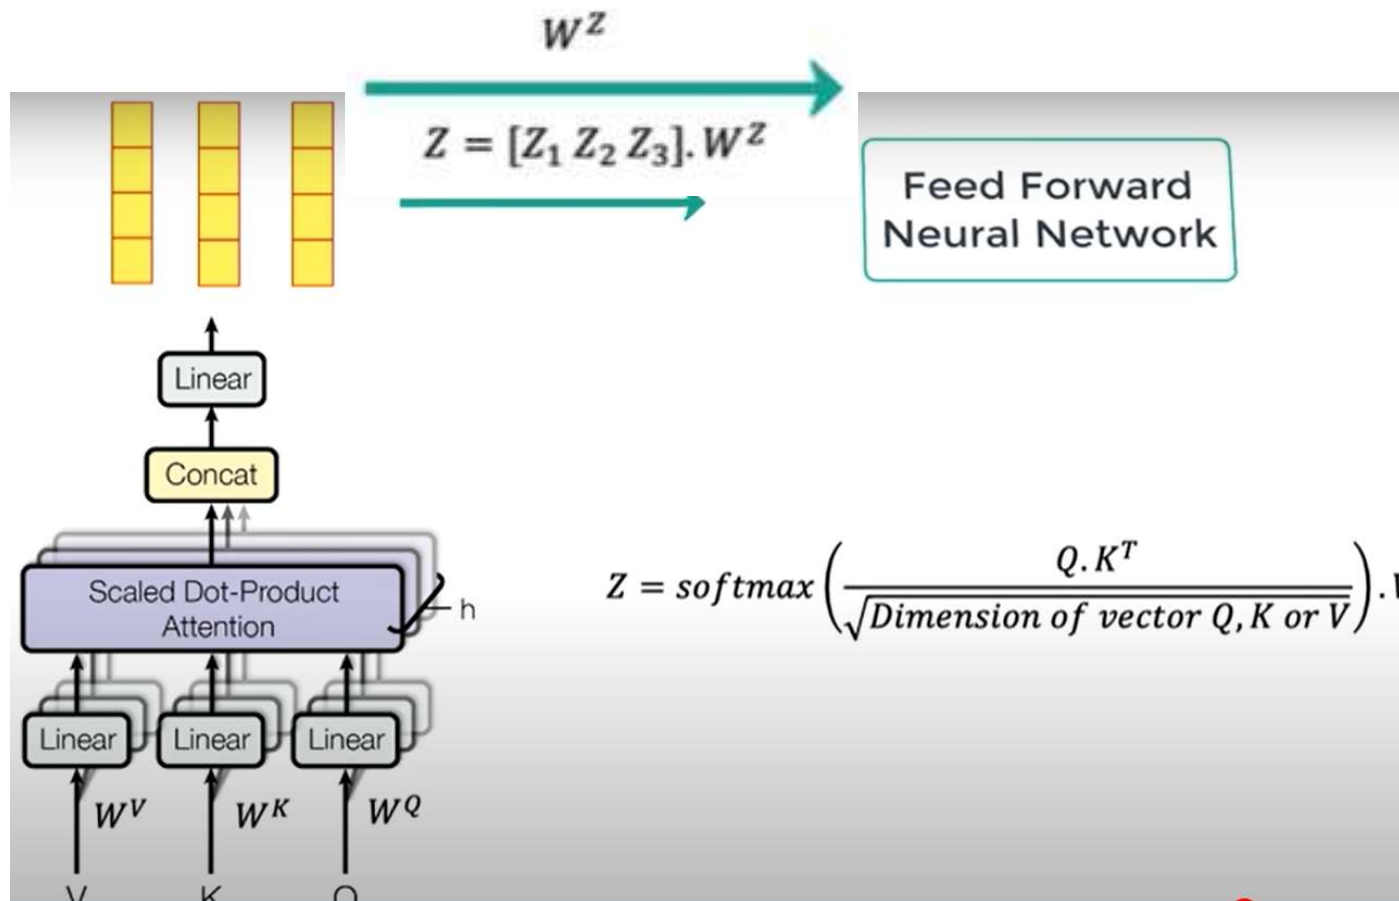 W^Z
Z = [Z₁ Z₂ Z₃]. W^Z
Feed Forward
Neural Network
Linear
Concat
Scaled Dot-Product
Attention
h
Z = softmax ( Q. K^T / √Dimension of vector Q, K or V ) .
Linear Linear Linear
W^V W^K W^Q
V K Q